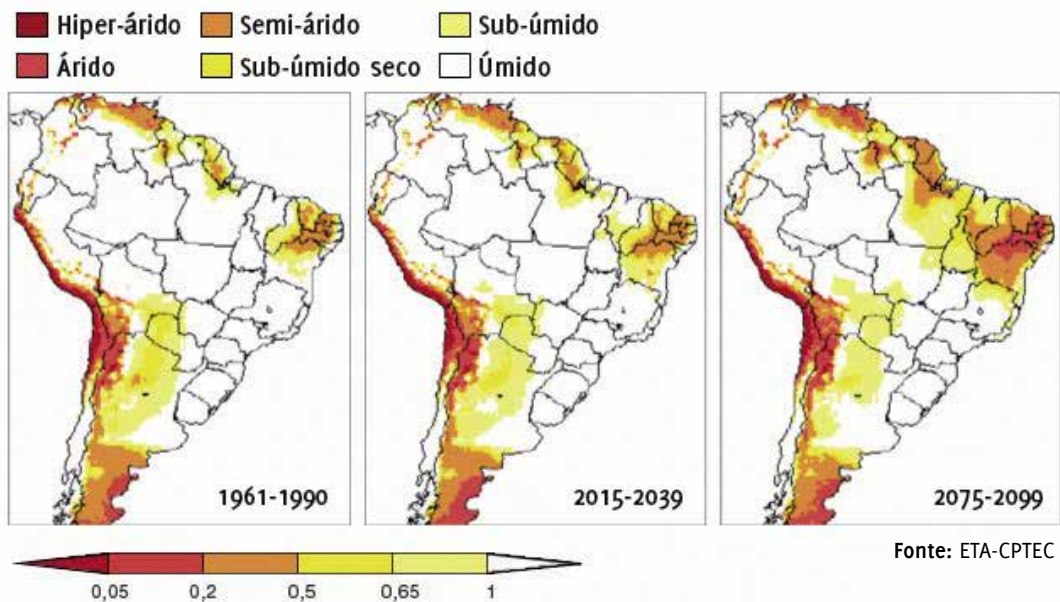 Hiper-árido Semi-árido Sub-úmido
Árido Sub-úmido seco Úmido
1961-1990 2015-2039 2075-2099
Fonte: ETA-CPTEC
0,05 0,2 0,5 0,65 1